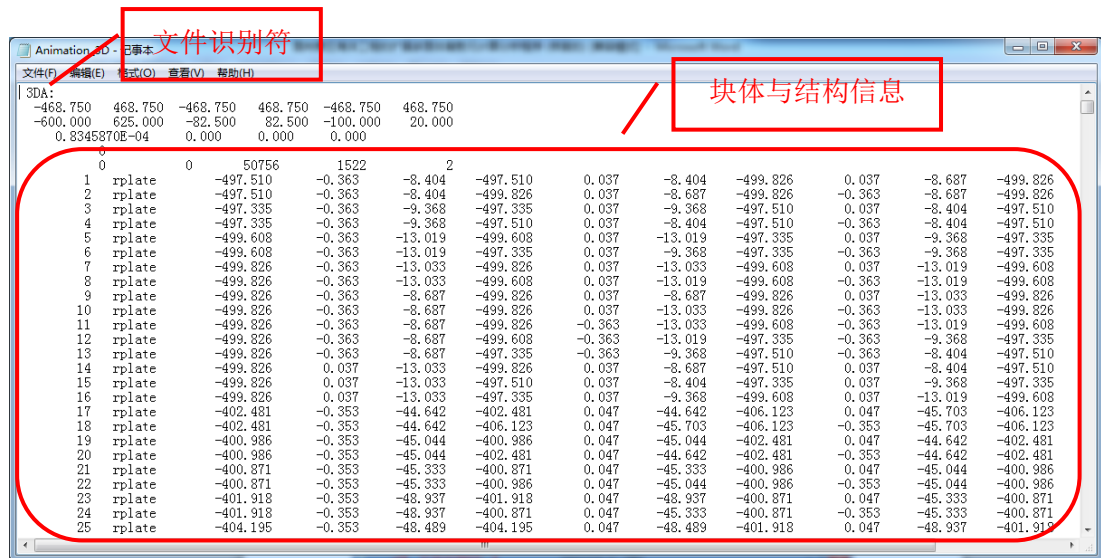 文件识别符
Animation_3D - 记事本
文件(F) 编辑(E) 格式(O) 查看(V) 帮助(H)
块体与结构信息
3DA:
-468.750 468.750 -468.750 468.750 -468.750 468.750
-600.000 625.000 -82.500 82.500 -100.000 20.000
0.8345870E-04 0.000 0.000 0.000
0
0 0 50756 1522 2
1 rplate -497.510 -0.363 -8.404 -497.510 0.037 -8.404 -499.826 0.037 -8.687 -499.826
2 rplate -497.510 -0.363 -8.404 -499.826 0.037 -8.687 -499.826 -0.363 -8.687 -499.826
3 rplate -497.335 -0.363 -9.368 -497.335 0.037 -9.368 -497.510 0.037 -8.404 -497.510
4 rplate -497.335 -0.363 -9.368 -497.510 0.037 -8.404 -497.510 -0.363 -8.404 -497.510
5 rplate -499.608 -0.363 -13.019 -499.608 0.037 -13.019 -497.335 0.037 -9.368 -497.335
6 rplate -499.608 -0.363 -13.019 -497.335 0.037 -9.368 -497.335 -0.363 -9.368 -497.335
7 rplate -499.826 -0.363 -13.033 -499.826 0.037 -13.033 -499.608 0.037 -13.019 -499.608
8 rplate -499.826 -0.363 -13.033 -499.608 0.037 -13.019 -499.608 -0.363 -13.019 -499.608
9 rplate -499.826 -0.363 -8.687 -499.826 0.037 -8.687 -499.826 0.037 -13.033 -499.826
10 rplate -499.826 -0.363 -8.687 -499.826 0.037 -13.033 -499.826 -0.363 -13.033 -499.826
11 rplate -499.826 -0.363 -8.687 -499.826 -0.363 -13.033 -499.608 -0.363 -13.019 -499.608
12 rplate -499.826 -0.363 -8.687 -499.608 -0.363 -13.019 -497.335 -0.363 -9.368 -497.335
13 rplate -499.826 -0.363 -8.687 -497.335 -0.363 -9.368 -497.510 -0.363 -8.404 -497.510
14 rplate -499.826 0.037 -13.033 -499.826 0.037 -8.687 -497.510 0.037 -8.404 -497.510
15 rplate -499.826 0.037 -13.033 -497.510 0.037 -8.404 -497.335 0.037 -9.368 -497.335
16 rplate -499.826 0.037 -13.033 -497.335 0.037 -9.368 -499.608 0.037 -13.019 -499.608
17 rplate -402.481 -0.353 -44.642 -402.481 0.047 -44.642 -406.123 0.047 -45.703 -406.123
18 rplate -402.481 -0.353 -44.642 -406.123 0.047 -45.703 -406.123 -0.353 -45.703 -406.123
19 rplate -400.986 -0.353 -45.044 -400.986 0.047 -45.044 -402.481 0.047 -44.642 -402.481
20 rplate -400.986 -0.353 -45.044 -402.481 0.047 -44.642 -402.481 -0.353 -44.642 -402.481
21 rplate -400.871 -0.353 -45.333 -400.871 0.047 -45.333 -400.986 0.047 -45.044 -400.986
22 rplate -400.871 -0.353 -45.333 -400.986 0.047 -45.044 -400.986 -0.353 -45.044 -400.986
23 rplate -401.918 -0.353 -48.937 -401.918 0.047 -48.937 -400.871 0.047 -45.333 -400.871
24 rplate -401.918 -0.353 -48.937 -400.871 0.047 -45.333 -400.871 -0.353 -45.333 -400.871
25 rplate -404.195 -0.353 -48.489 -404.195 0.047 -48.489 -401.918 0.047 -48.937 -401.918